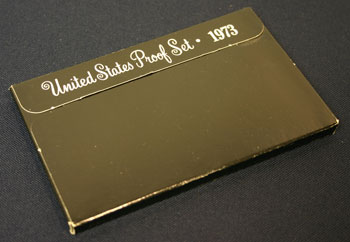 United States Proof Set • 1973